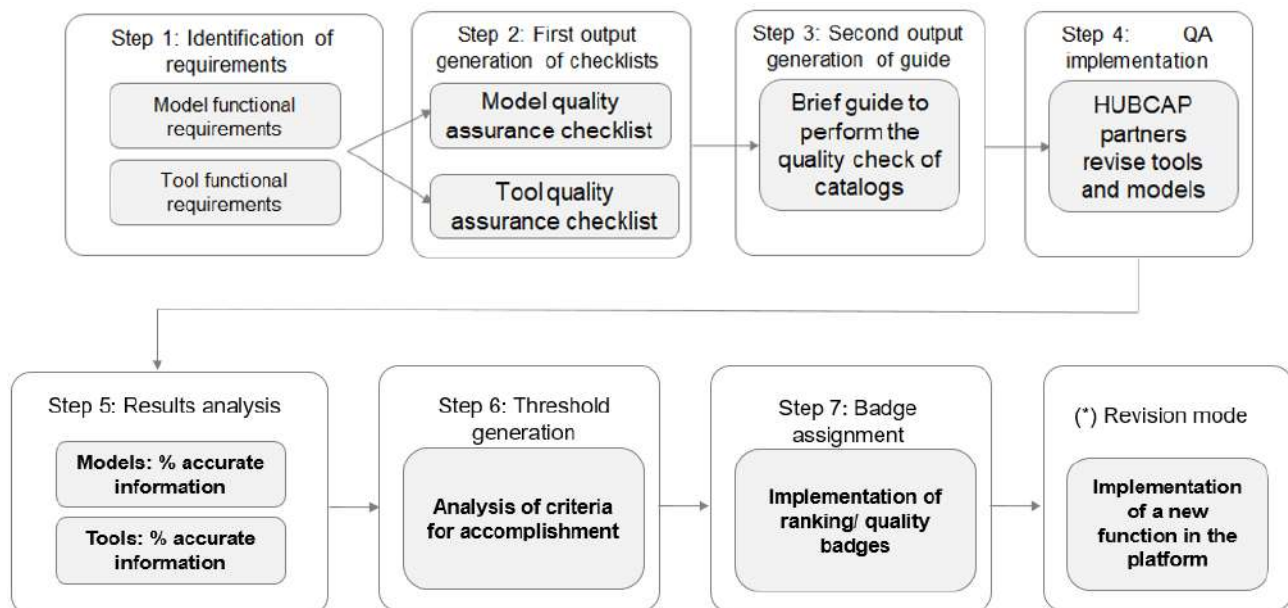 Step 1: Identification of
requirements
Model functional
requirements
Tool functional
requirements
Step 2: First output
generation of checklists
Model quality
assurance checklist
Tool quality
assurance checklist
Step 3: Second output
generation of guide
Brief guide to
perform the
quality check of
catalogs
Step 4: QA
implementation
HUBCAP
partners
revise tools
and models
Step 5: Results analysis
Models: % accurate
information
Tools: % accurate
information
Step 6: Threshold
generation
Analysis of criteria
for accomplishment
Step 7: Badge
assignment
Implementation of
ranking/ quality
badges
(*) Revision mode
Implementation
of a new
function in the
platform